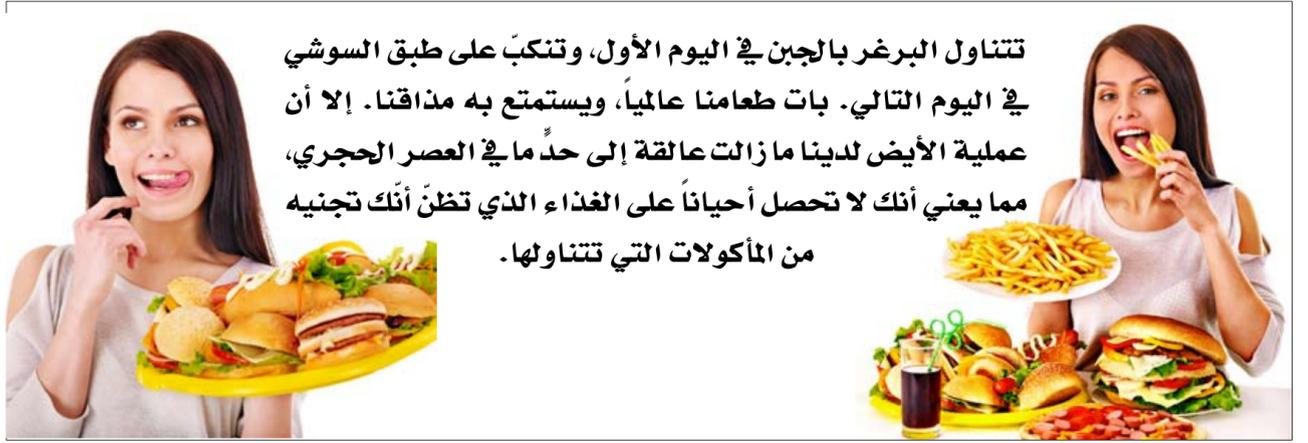 تتناول البرغر بالجبن في اليوم الأول، وتنكبّ على طبق السوشي
في اليوم التالي. بات طعامنا عالمياً، ويستمتع به مذاقنا. إلا أن
عملية الأيض لدينا ما زالت عالقة إلى حدٍّ ما في العصر الحجري،
مما يعني أنك لا تحصل أحياناً على الغذاء الذي تظنّ أنّك تجنيه
من المأكولات التي تتناولها.